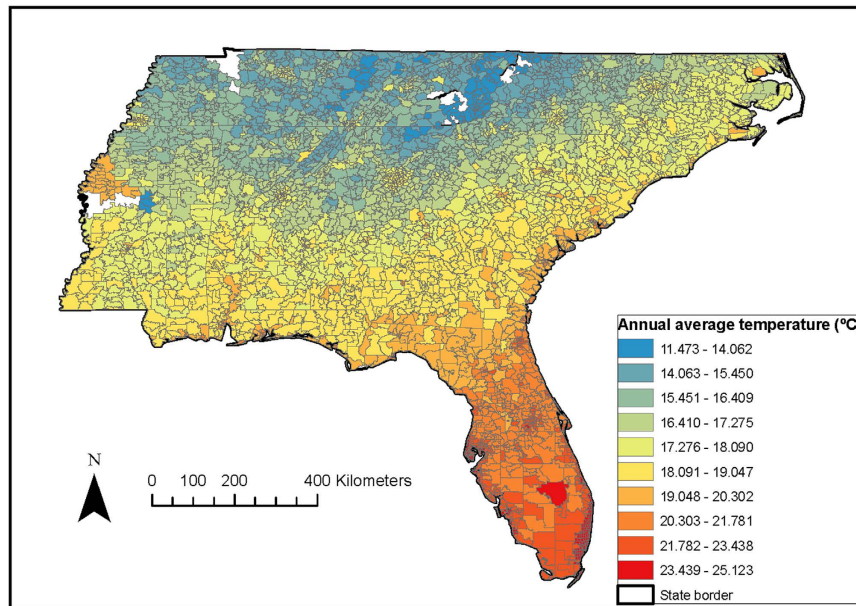 Annual average temperature (ºC
11.473 - 14.062
14.063 - 15.450
15.451 - 16.409
16.410 - 17.275
17.276 - 18.090
18.091 - 19.047
19.048 - 20.302
20.303 - 21.781
21.782 - 23.438
23.439 - 25.123
State border
N
0 100 200 400 Kilometers